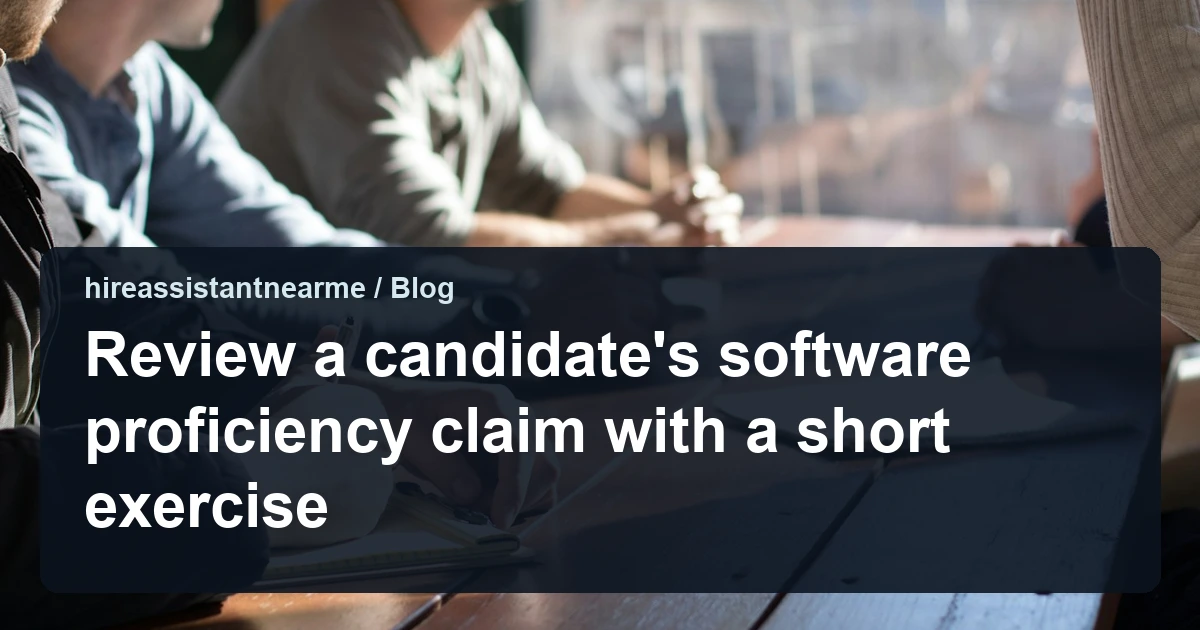 hireassistantnearme / Blog
Review a candidate's software
proficiency claim with a short
exercise